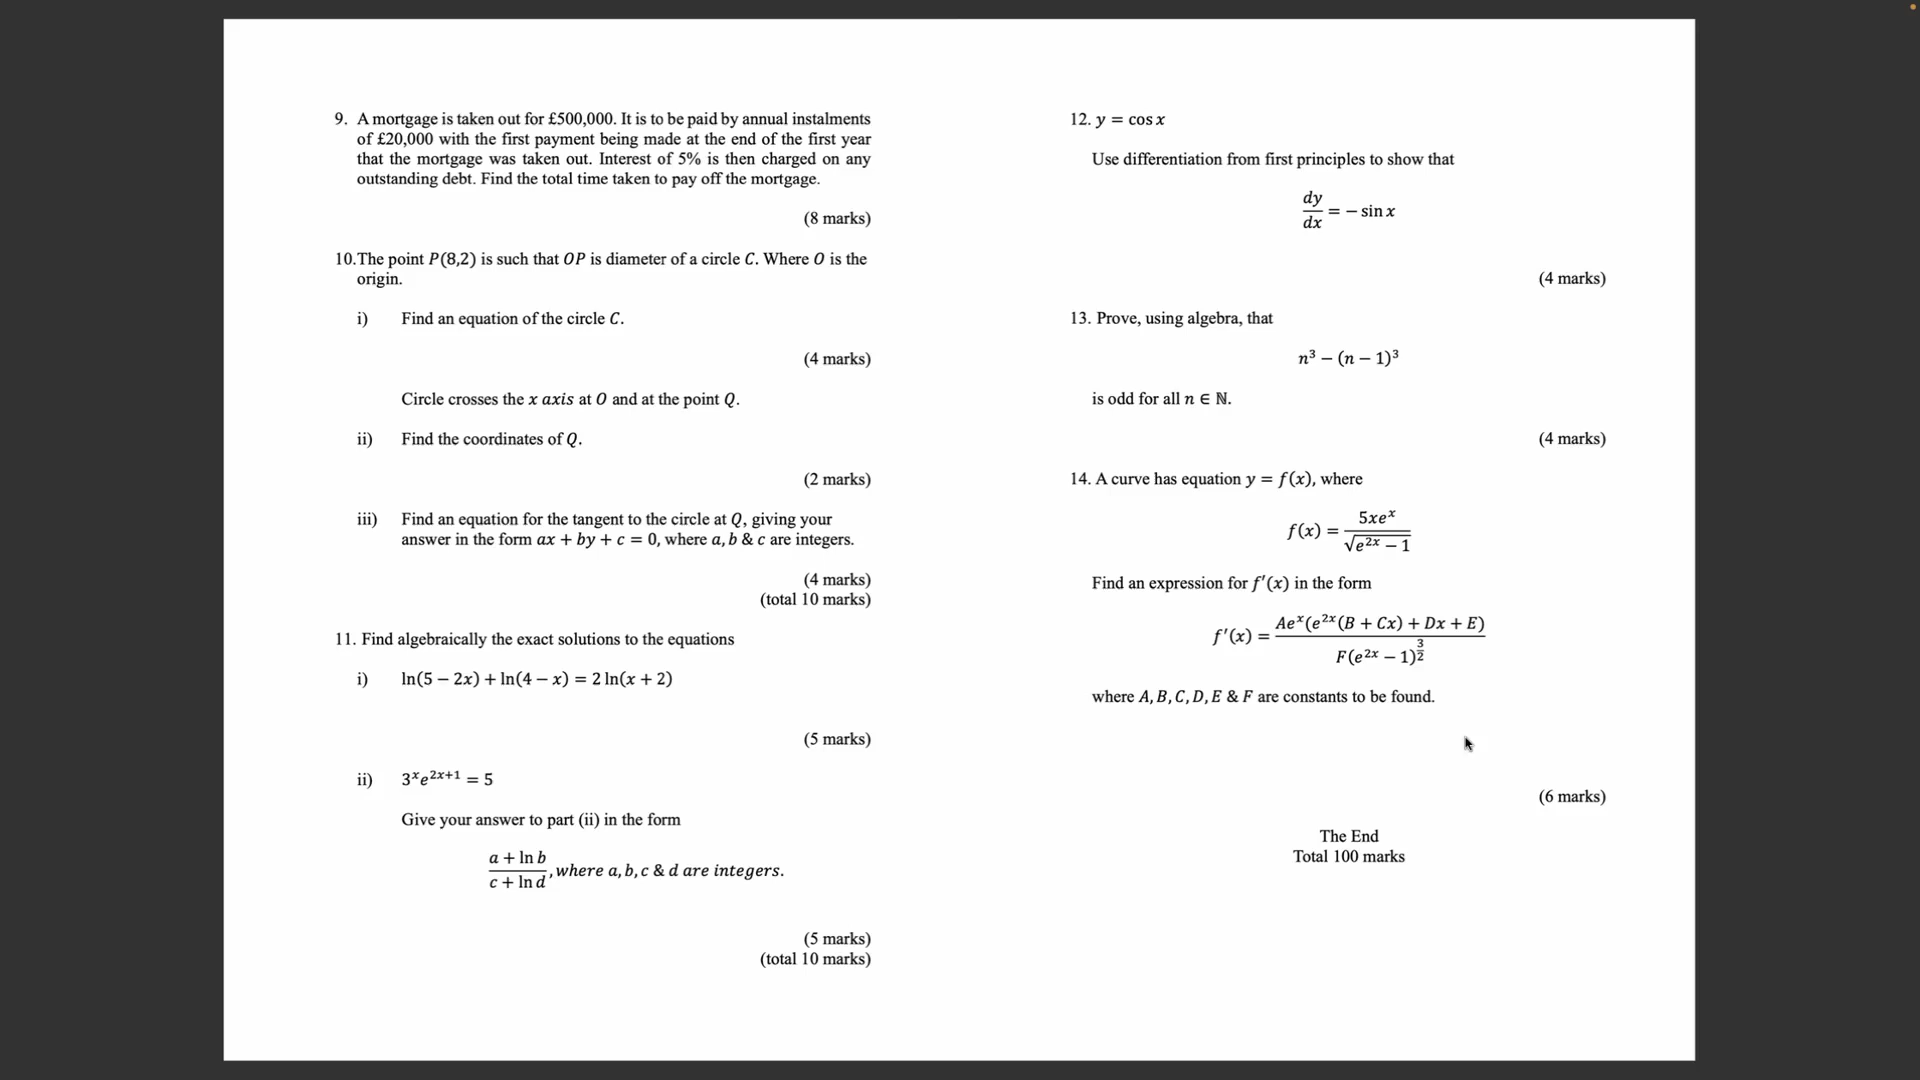 9. A mortgage is taken out for £500,000. It is to be paid by annual instalments
of £20,000 with the first payment being made at the end of the first year
that the mortgage was taken out. Interest of 5% is then charged on any
outstanding debt. Find the total time taken to pay off the mortgage.
(8 marks)
10.The point P(8,2) is such that OP is diameter of a circle C. Where O is the
origin.
i) Find an equation of the circle C.
(4 marks)
Circle crosses the x axis at O and at the point Q.
ii) Find the coordinates of Q.
(2 marks)
iii) Find an equation for the tangent to the circle at Q, giving your
answer in the form ax + by + c = 0, where a, b & c are integers.
(4 marks)
(total 10 marks)
11. Find algebraically the exact solutions to the equations
i) ln(5 − 2x) + ln(4 − x) = 2 ln(x + 2)
(5 marks)
ii) 3^x e^{2x+1} = 5
Give your answer to part (ii) in the form
(a + ln b)/(c + ln d), where a, b, c & d are integers.
(5 marks)
(total 10 marks)
12. y = cos x
Use differentiation from first principles to show that
dy/dx = − sin x
(4 marks)
13. Prove, using algebra, that
n³ − (n − 1)³
is odd for all n ∈ ℕ.
(4 marks)
14. A curve has equation y = f(x), where
f(x) = 5xe^x/√(e^{2x} − 1)
Find an expression for f′(x) in the form
f′(x) = Ae^x(e^{2x}(B + Cx) + Dx + E)/F(e^{2x} − 1)^{3/2}
where A, B, C, D, E & F are constants to be found.
(6 marks)
The End
Total 100 marks